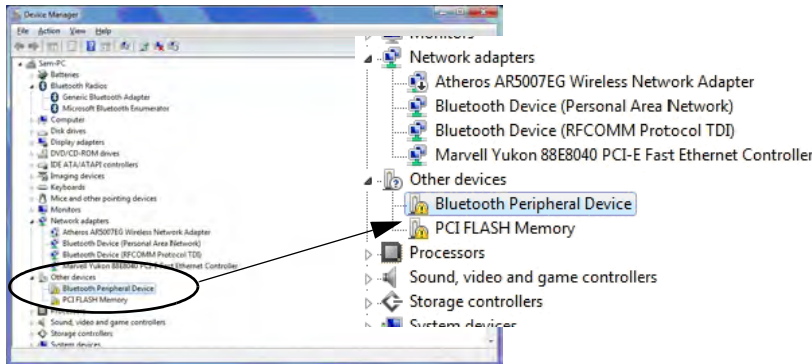 Device Manager
File Action View Help
Sem-PC
Batteries
Bluetooth Radios
Generic Bluetooth Adapter
Microsoft Bluetooth Enumerator
Computer
Disk drives
Display adapters
DVD/CD-ROM drives
IDE ATA/ATAPI controllers
Imaging devices
Keyboards
Mice and other pointing devices
Monitors
Network adapters
Atheros AR5007EG Wireless Network Adapter
Bluetooth Device (Personal Area Network)
Bluetooth Device (RFCOMM Protocol TDI)
Marvell Yukon 88E8040 PCI-E Fast Ethernet Controller
Other devices
Bluetooth Peripheral Device
PCI FLASH Memory
Processors
Sound, video and game controllers
Storage controllers
System devices
Monitors
Network adapters
Atheros AR5007EG Wireless Network Adapter
Bluetooth Device (Personal Area Network)
Bluetooth Device (RFCOMM Protocol TDI)
Marvell Yukon 88E8040 PCI-E Fast Ethernet Controller
Other devices
Bluetooth Peripheral Device
PCI FLASH Memory
Processors
Sound, video and game controllers
Storage controllers
System devices